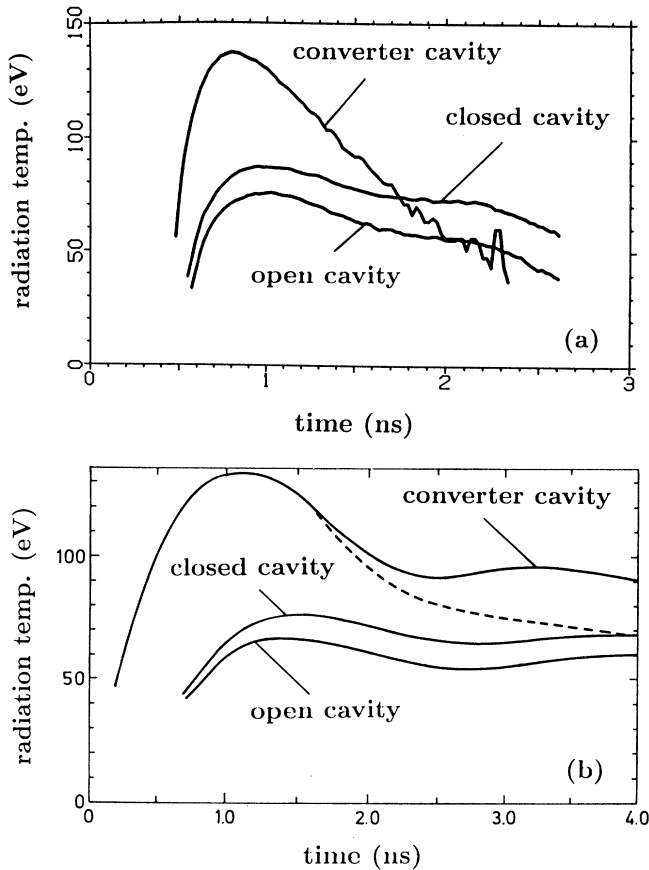 150
converter cavity
closed cavity
100
radiation temp. (eV)
50
open cavity
(a)
0
0 1 2 3
time (ns)
converter cavity
100
closed cavity
radiation temp. (eV)
50
open cavity
(b)
0
0 1.0 2.0 3.0 4.0
time (ns)